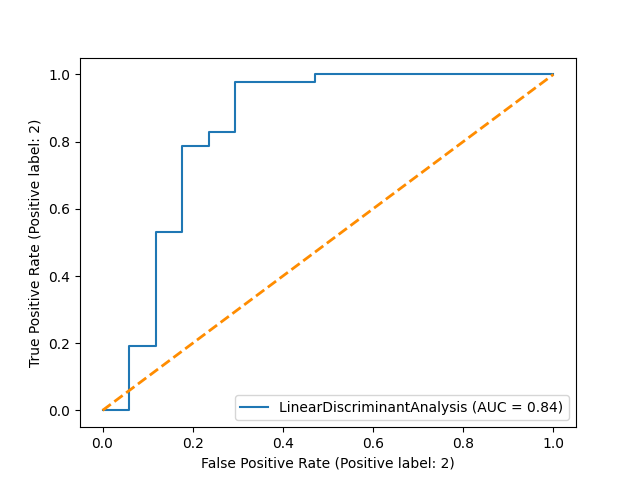 1.0
0.8
0.6
0.4
0.2
0.0
True Positive Rate (Positive label: 2)
LinearDiscriminantAnalysis (AUC = 0.84)
0.0 0.2 0.4 0.6 0.8 1.0
False Positive Rate (Positive label: 2)